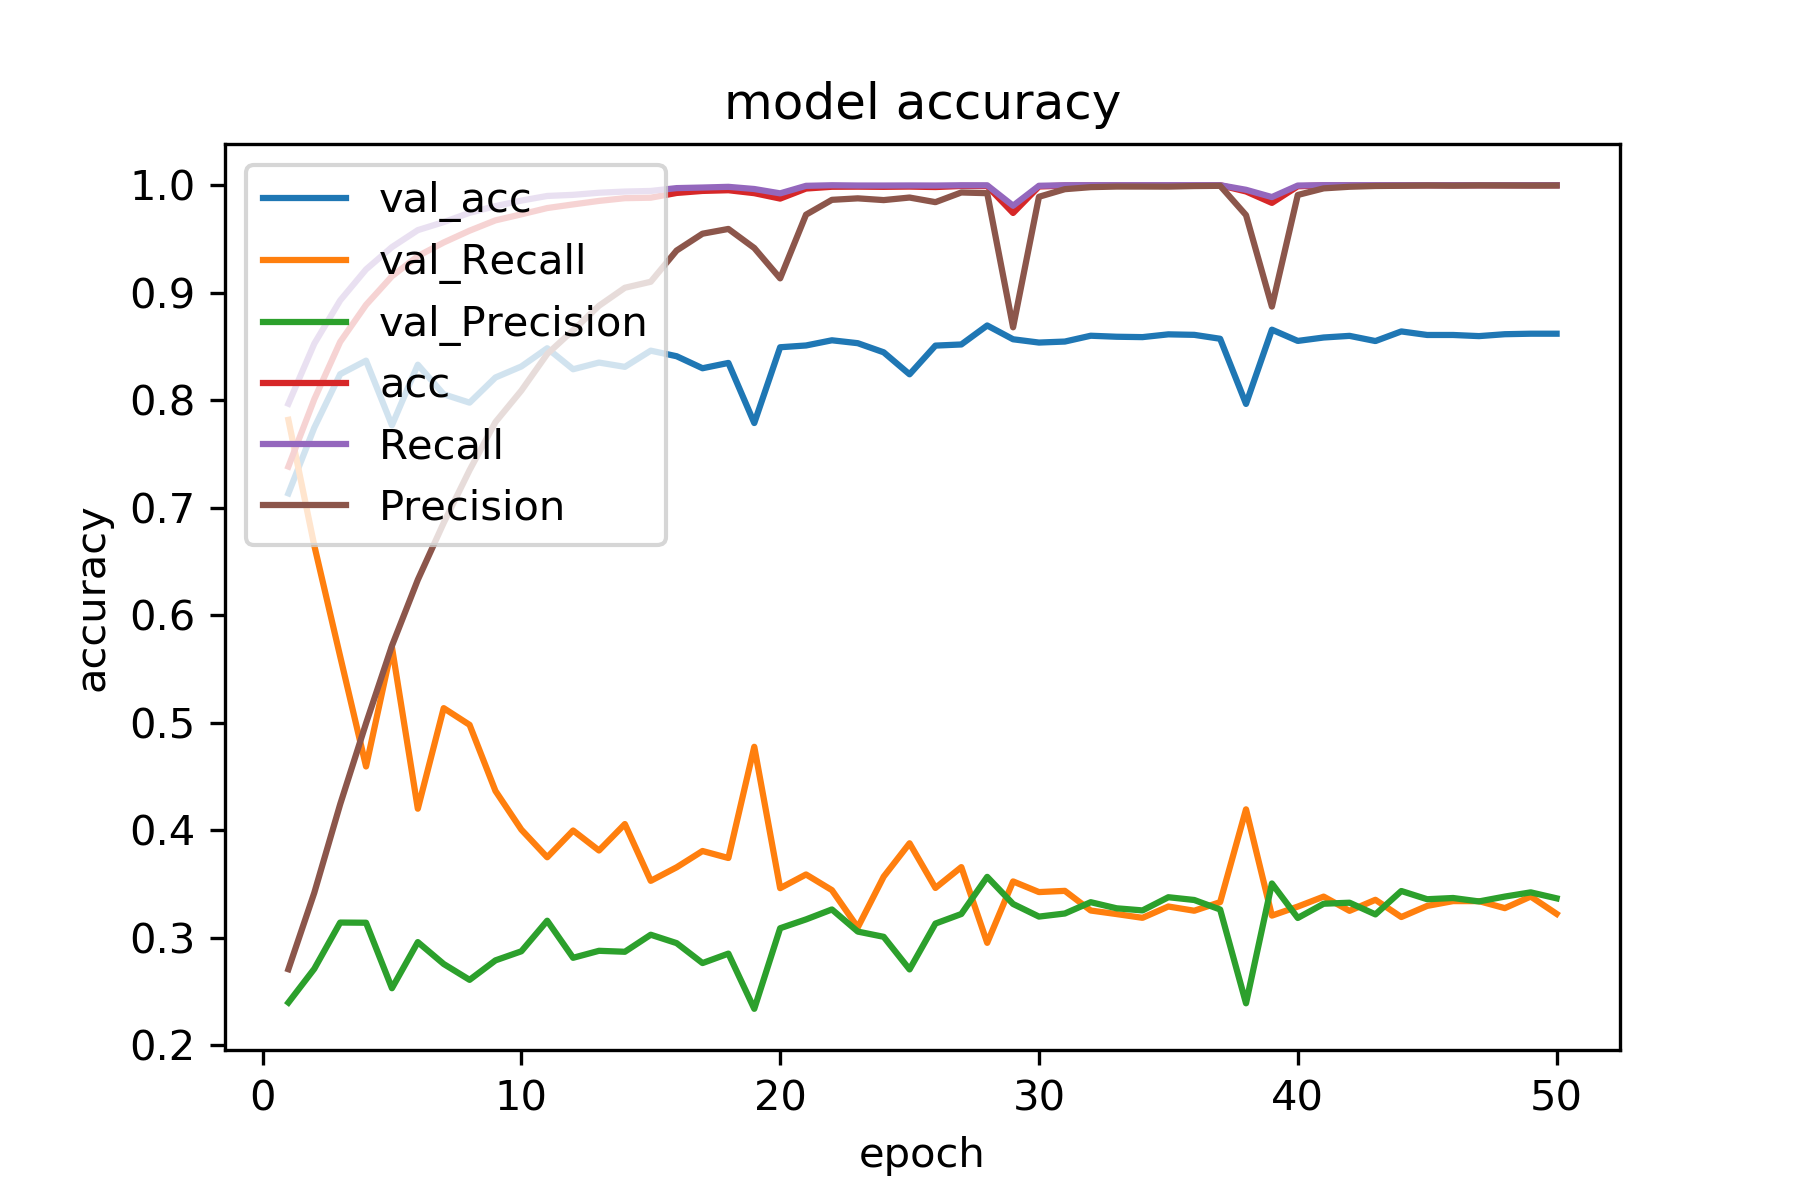 model accuracy
val_acc
val_Recall
val_Precision
acc
Recall
Precision
accuracy
1.0
0.9
0.8
0.7
0.6
0.5
0.4
0.3
0.2
0 10 20 30 40 50
epoch